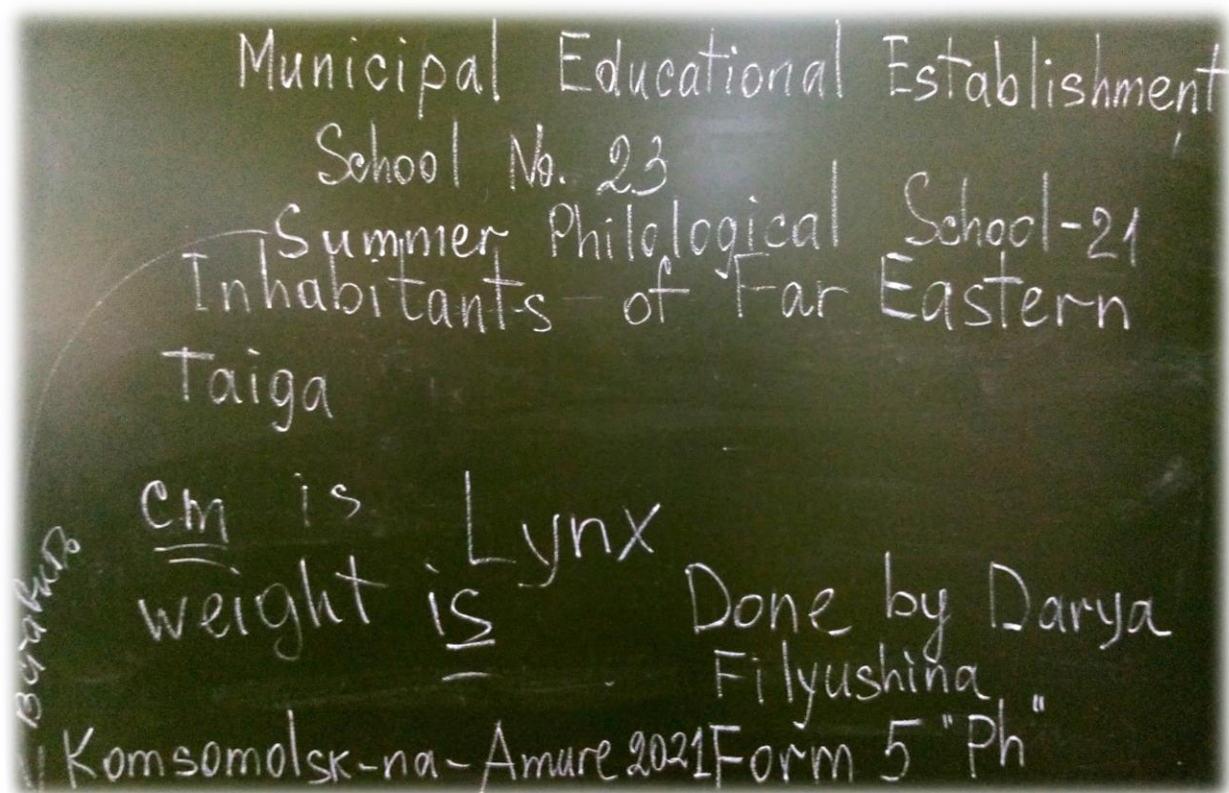 Municipal Educational Establishment
School No. 23
Summer Philological School-21
Inhabitants of Far Eastern
Taiga
cm is
Lynx
weight is
Done by Darya
Filyushina
Form 5 "Ph"
Komsomolsk-na-Amure 2021
Вставить